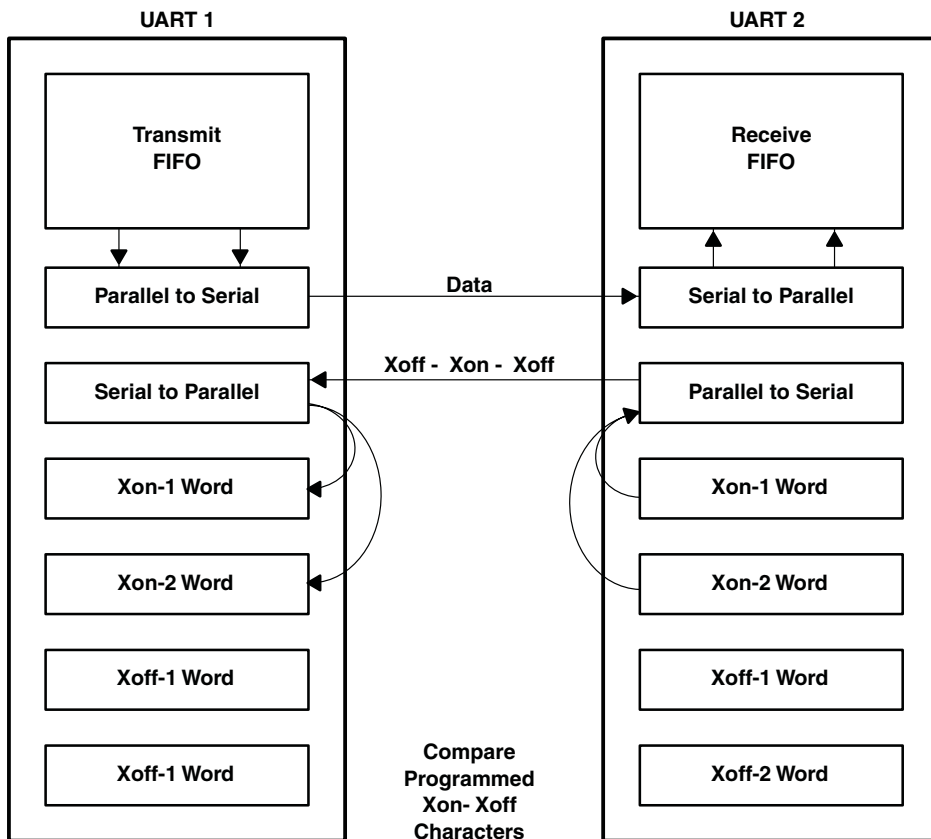 UART 1
UART 2
Transmit
FIFO
Receive
FIFO
Parallel to Serial
Data
Serial to Parallel
Serial to Parallel
Xoff - Xon - Xoff
Parallel to Serial
Xon-1 Word
Xon-1 Word
Xon-2 Word
Xon-2 Word
Xoff-1 Word
Xoff-1 Word
Xoff-1 Word
Compare
Programmed
Xon- Xoff
Characters
Xoff-2 Word